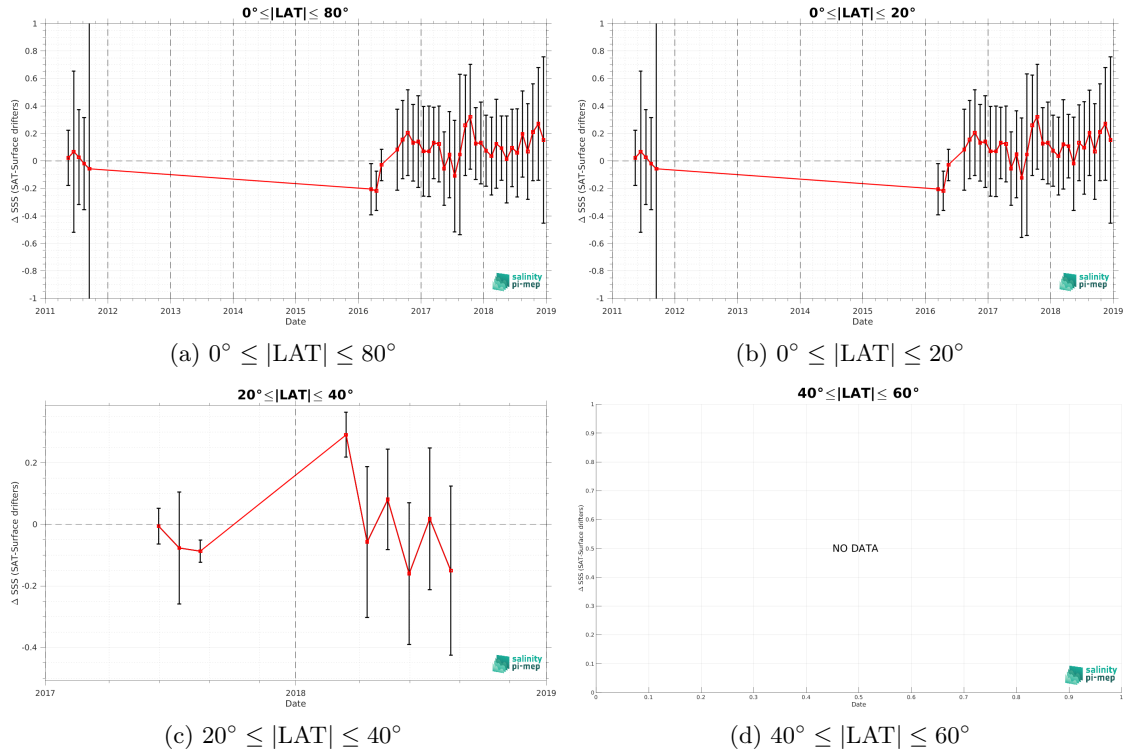 0°≤|LAT|≤ 80°
Δ SSS (SAT-Surface drifters)
1
0.8
0.6
0.4
0.2
0
-0.2
-0.4
-0.6
-0.8
-1
2011 2012 2013 2014 2015 2016 2017 2018 2019
Date
salinity
pi-mep
(a) 0° ≤ |LAT| ≤ 80°
0°≤|LAT|≤ 20°
Δ SSS (SAT-Surface drifters)
1
0.8
0.6
0.4
0.2
0
-0.2
-0.4
-0.6
-0.8
-1
2011 2012 2013 2014 2015 2016 2017 2018 2019
Date
salinity
pi-mep
(b) 0° ≤ |LAT| ≤ 20°
20°≤|LAT|≤ 40°
Δ SSS (SAT-Surface drifters)
0.2
0
-0.2
-0.4
2017 2018 2019
Date
salinity
pi-mep
(c) 20° ≤ |LAT| ≤ 40°
40°≤|LAT|≤ 60°
Δ SSS (SAT-Surface drifters)
1
0.9
0.8
0.7
0.6
0.5
0.4
0.3
0.2
0.1
0
NO DATA
0 0.1 0.2 0.3 0.4 0.5 0.6 0.7 0.8 0.9 1
Date
salinity
pi-mep
(d) 40° ≤ |LAT| ≤ 60°